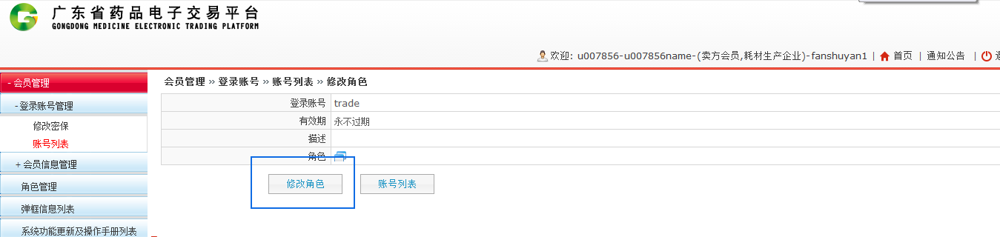 广东省药品电子交易平台
GONGDONG MEDICINE ELECTRONIC TRADING PLATFORM
欢迎: u007856-u007856name-(卖方会员,耗材生产企业)-fanshuyan1 | 首页 | 通知公告 |
- 会员管理
会员管理 » 登录账号 » 账号列表 » 修改角色
-登录账号管理
登录账号 trade
修改密保
有效期 永不过期
账号列表
描述
+ 会员信息管理
角色
角色管理
修改角色 账号列表
弹框信息列表
系统功能更新及操作手册列表